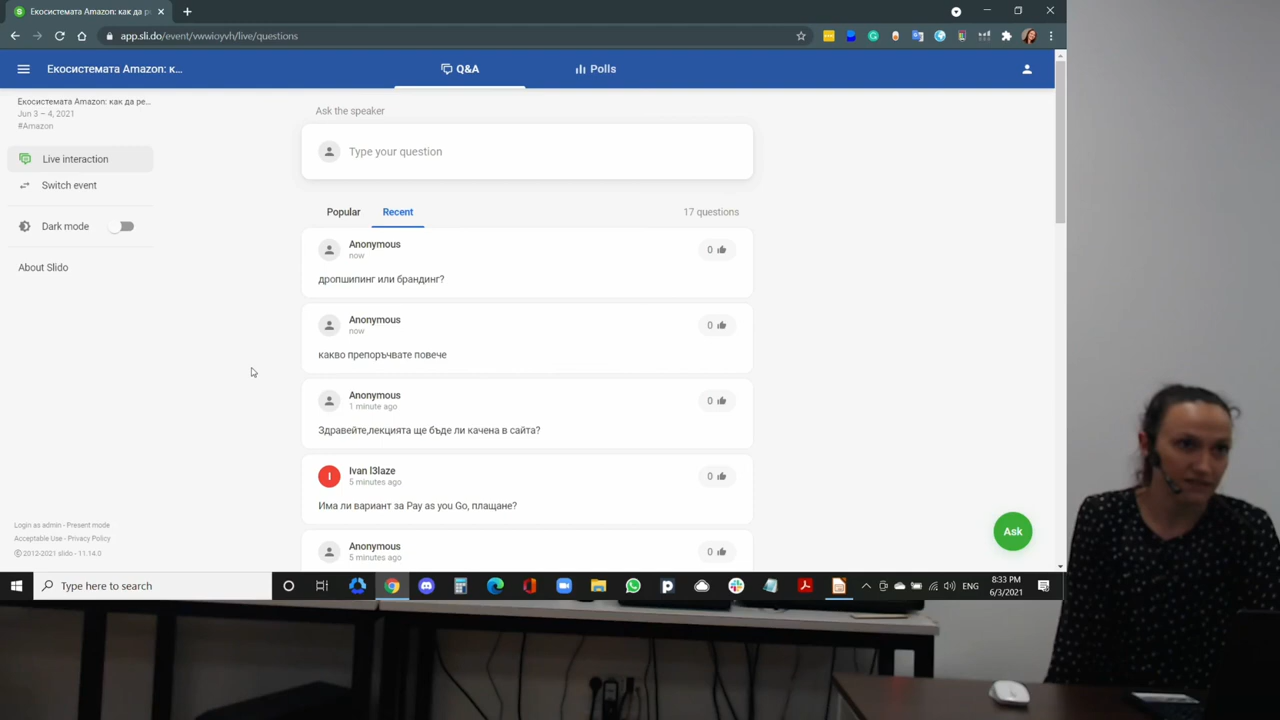 Екосистемата Amazon: как да ре
app.sli.do/event/vwwioyvh/live/questions
Екосистемата Amazon: к...
Q&A
Polls
Екосистемата Amazon: как да ре...
Jun 3 – 4, 2021
#Amazon
Live interaction
Switch event
Dark mode
About Slido
Ask the speaker
Type your question
Popular
Recent
17 questions
Anonymous
0
now
дропшипинг или брандинг?
Anonymous
0
now
какво препоръчвате повече
Anonymous
0
1 minute ago
Здравейте,лекцията ще бъде ли качена в сайта?
I
Ivan l3laze
0
5 minutes ago
Има ли вариант за Pay as you Go, плащане?
Anonymous
0
5 minutes ago
Ask
Login as admin - Present mode
Acceptable Use - Privacy Policy
© 2012-2021 slido - 11.14.0
Type here to search
ENG
8:33 PM
6/3/2021